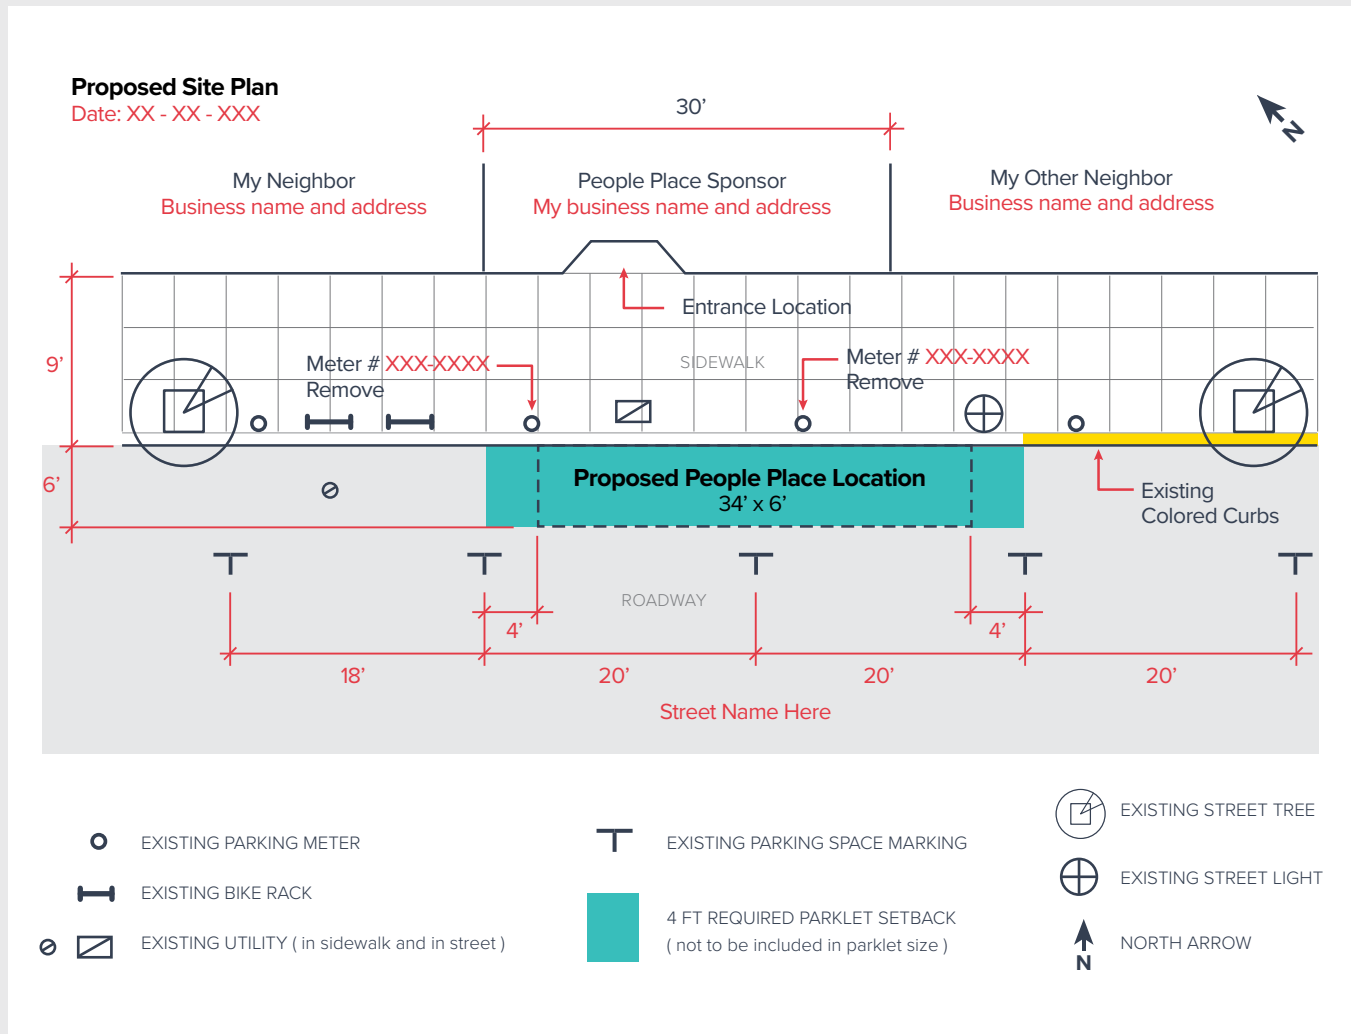 Proposed Site Plan
Date: XX - XX - XXX
30’
N
My Neighbor
Business name and address
People Place Sponsor
My business name and address
My Other Neighbor
Business name and address
Entrance Location
9’
Meter # XXX-XXXX
Remove
SIDEWALK
Meter # XXX-XXXX
Remove
6’
Proposed People Place Location
34’ x 6’
Existing
Colored Curbs
ROADWAY
4’
4’
18’
20’
20’
20’
Street Name Here
EXISTING PARKING METER
EXISTING BIKE RACK
EXISTING UTILITY ( in sidewalk and in street )
EXISTING PARKING SPACE MARKING
4 FT REQUIRED PARKLET SETBACK
( not to be included in parklet size )
EXISTING STREET TREE
EXISTING STREET LIGHT
NORTH ARROW
N